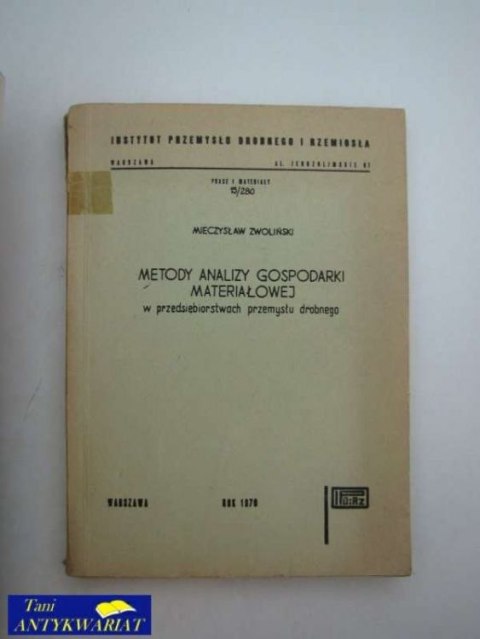 INSTYTUT PRZEMYSŁU DROBNEGO I RZEMIOSŁA
WARSZAWA AL. JEROZOLIMSKIE 87
PRACE I MATERIAŁY
15/280
MIECZYSŁAW ZWOLIŃSKI
METODY ANALIZY GOSPODARKI
MATERIAŁOWEJ
w przedsiębiorstwach przemysłu drobnego
WARSZAWA ROK 1976
Tani
ANTYKWARIAT